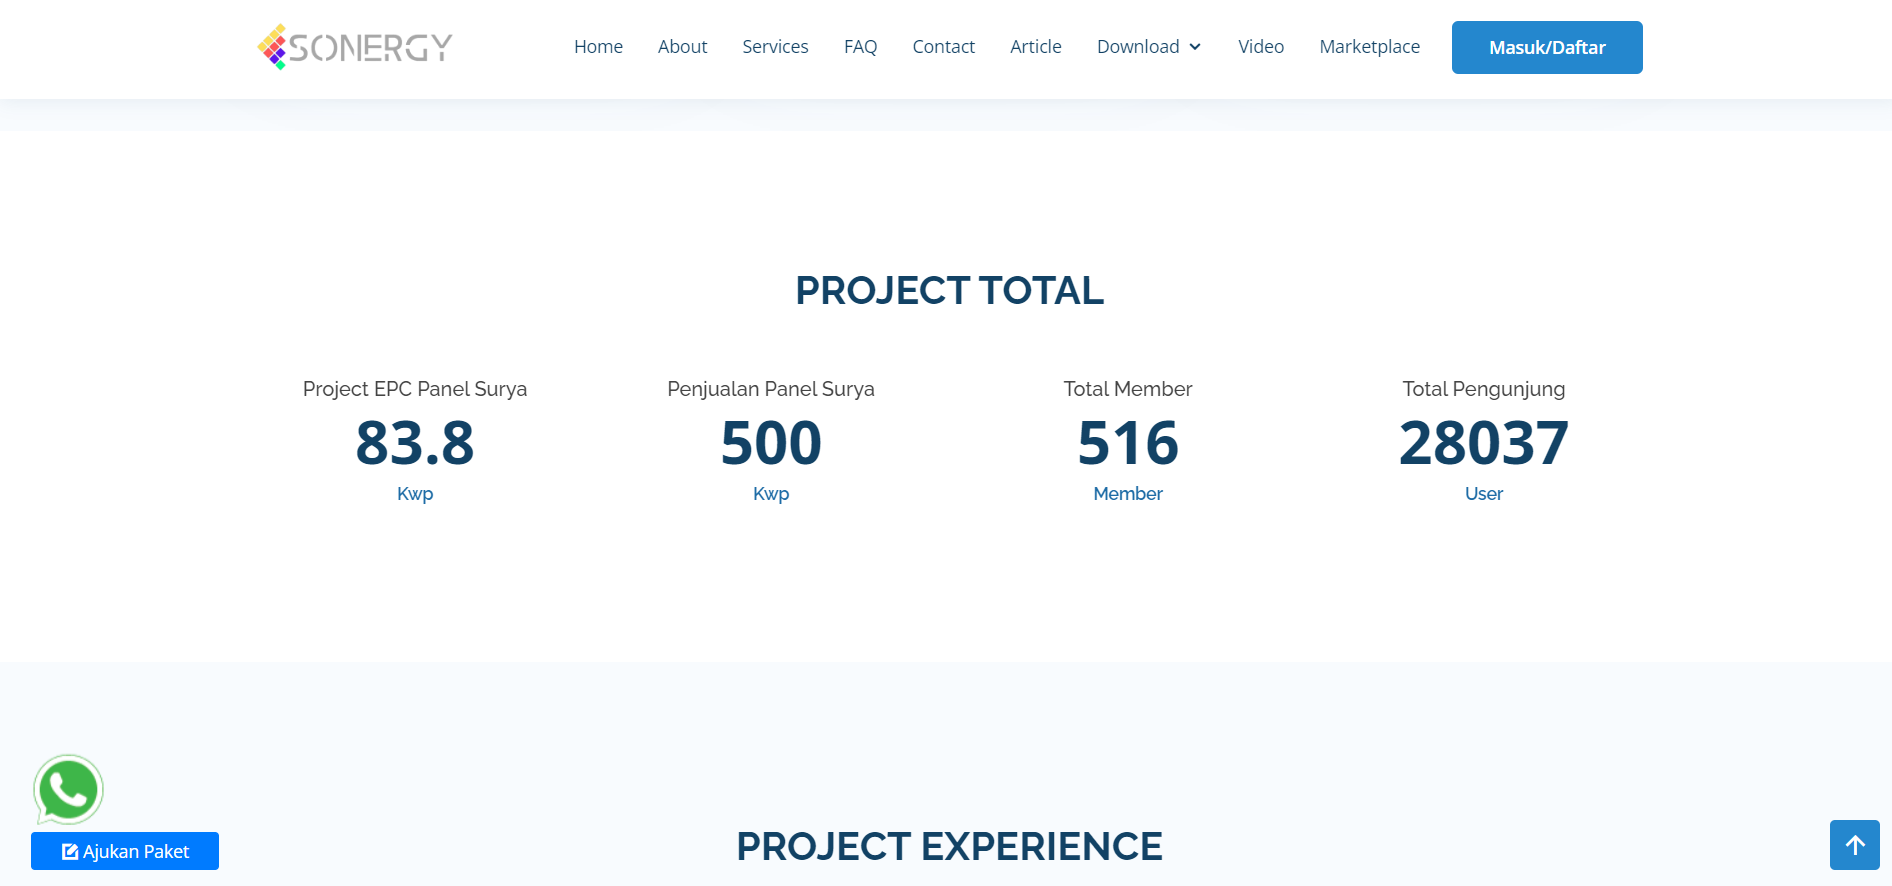 SONERGY
Home About Services FAQ Contact Article Download Video Marketplace Masuk/Daftar
PROJECT TOTAL
Project EPC Panel Surya
83.8
Kwp
Penjualan Panel Surya
500
Kwp
Total Member
516
Member
Total Pengunjung
28037
User
Ajukan Paket
PROJECT EXPERIENCE